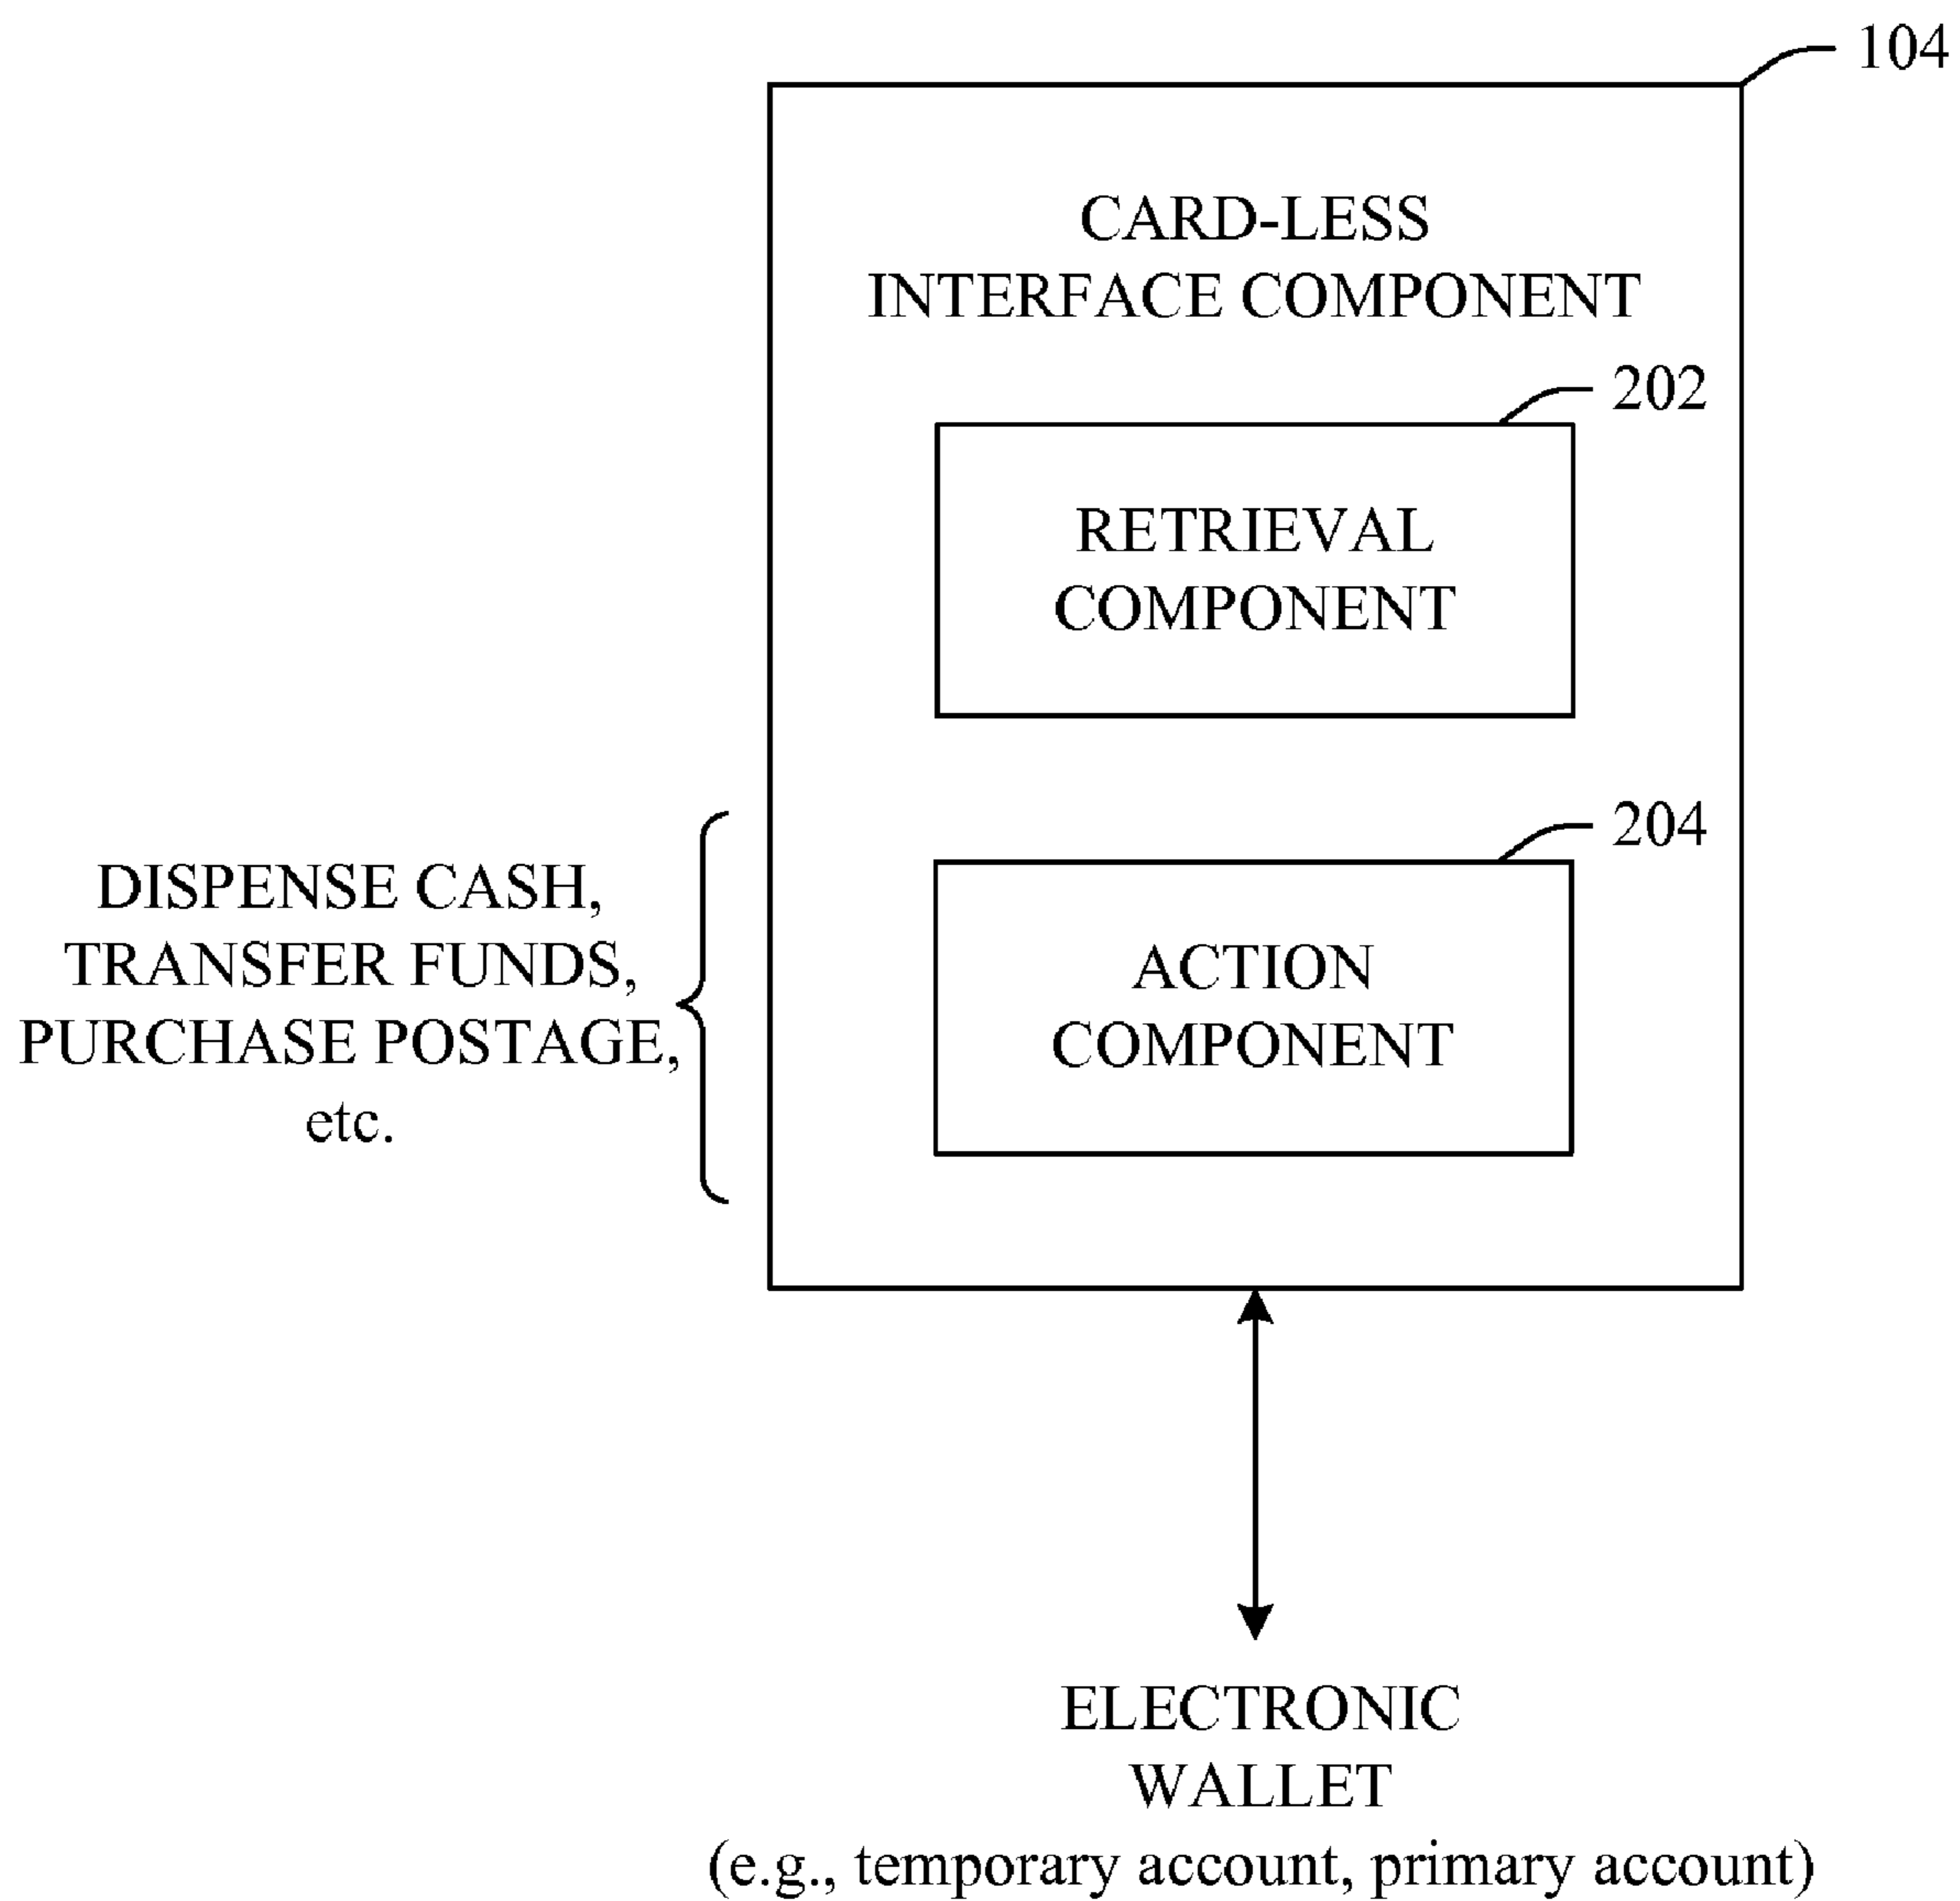 104
CARD-LESS
INTERFACE COMPONENT
202
RETRIEVAL
COMPONENT
204
DISPENSE CASH,
TRANSFER FUNDS,
PURCHASE POSTAGE,
etc.
ACTION
COMPONENT
ELECTRONIC
WALLET
(e.g., temporary account, primary account)